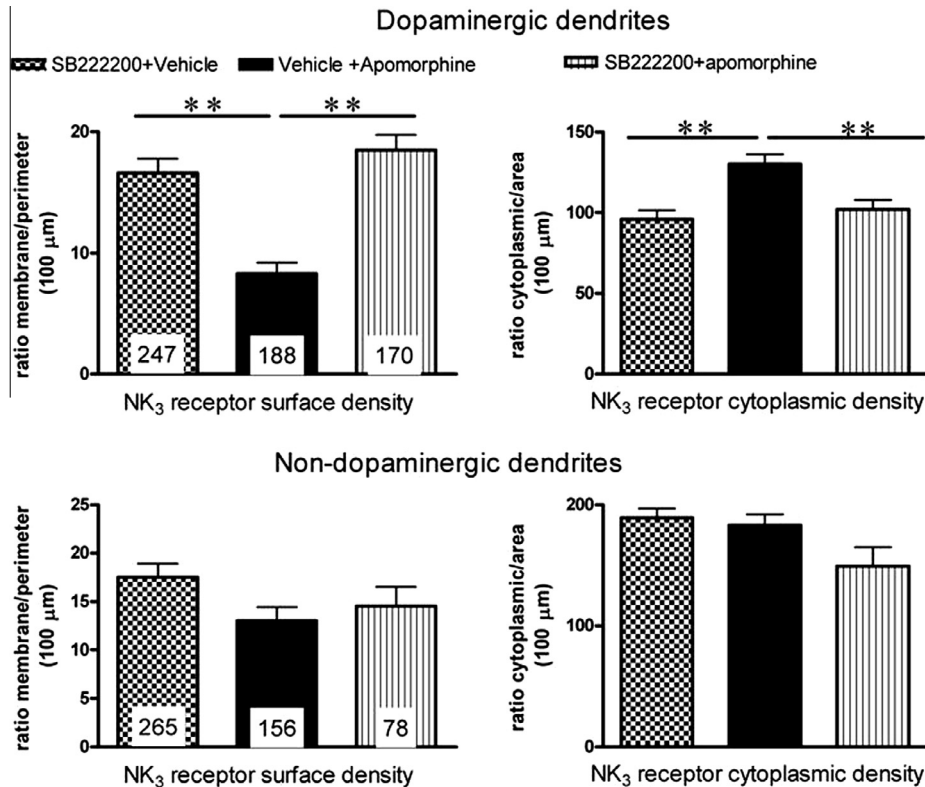 Dopaminergic dendrites
SB222200+Vehicle Vehicle +Apomorphine SB222200+apomorphine
** **
ratio membrane/perimeter
(100 µm)
20
10
0
247 188 170
NK3 receptor surface density
** **
ratio cytoplasmic/area
(100 µm)
150
100
50
0
NK3 receptor cytoplasmic density
Non-dopaminergic dendrites
ratio membrane/perimeter
(100 µm)
25
20
15
10
5
0
265 156 78
NK3 receptor surface density
ratio cytoplasmic/area
(100 µm)
200
100
0
NK3 receptor cytoplasmic density